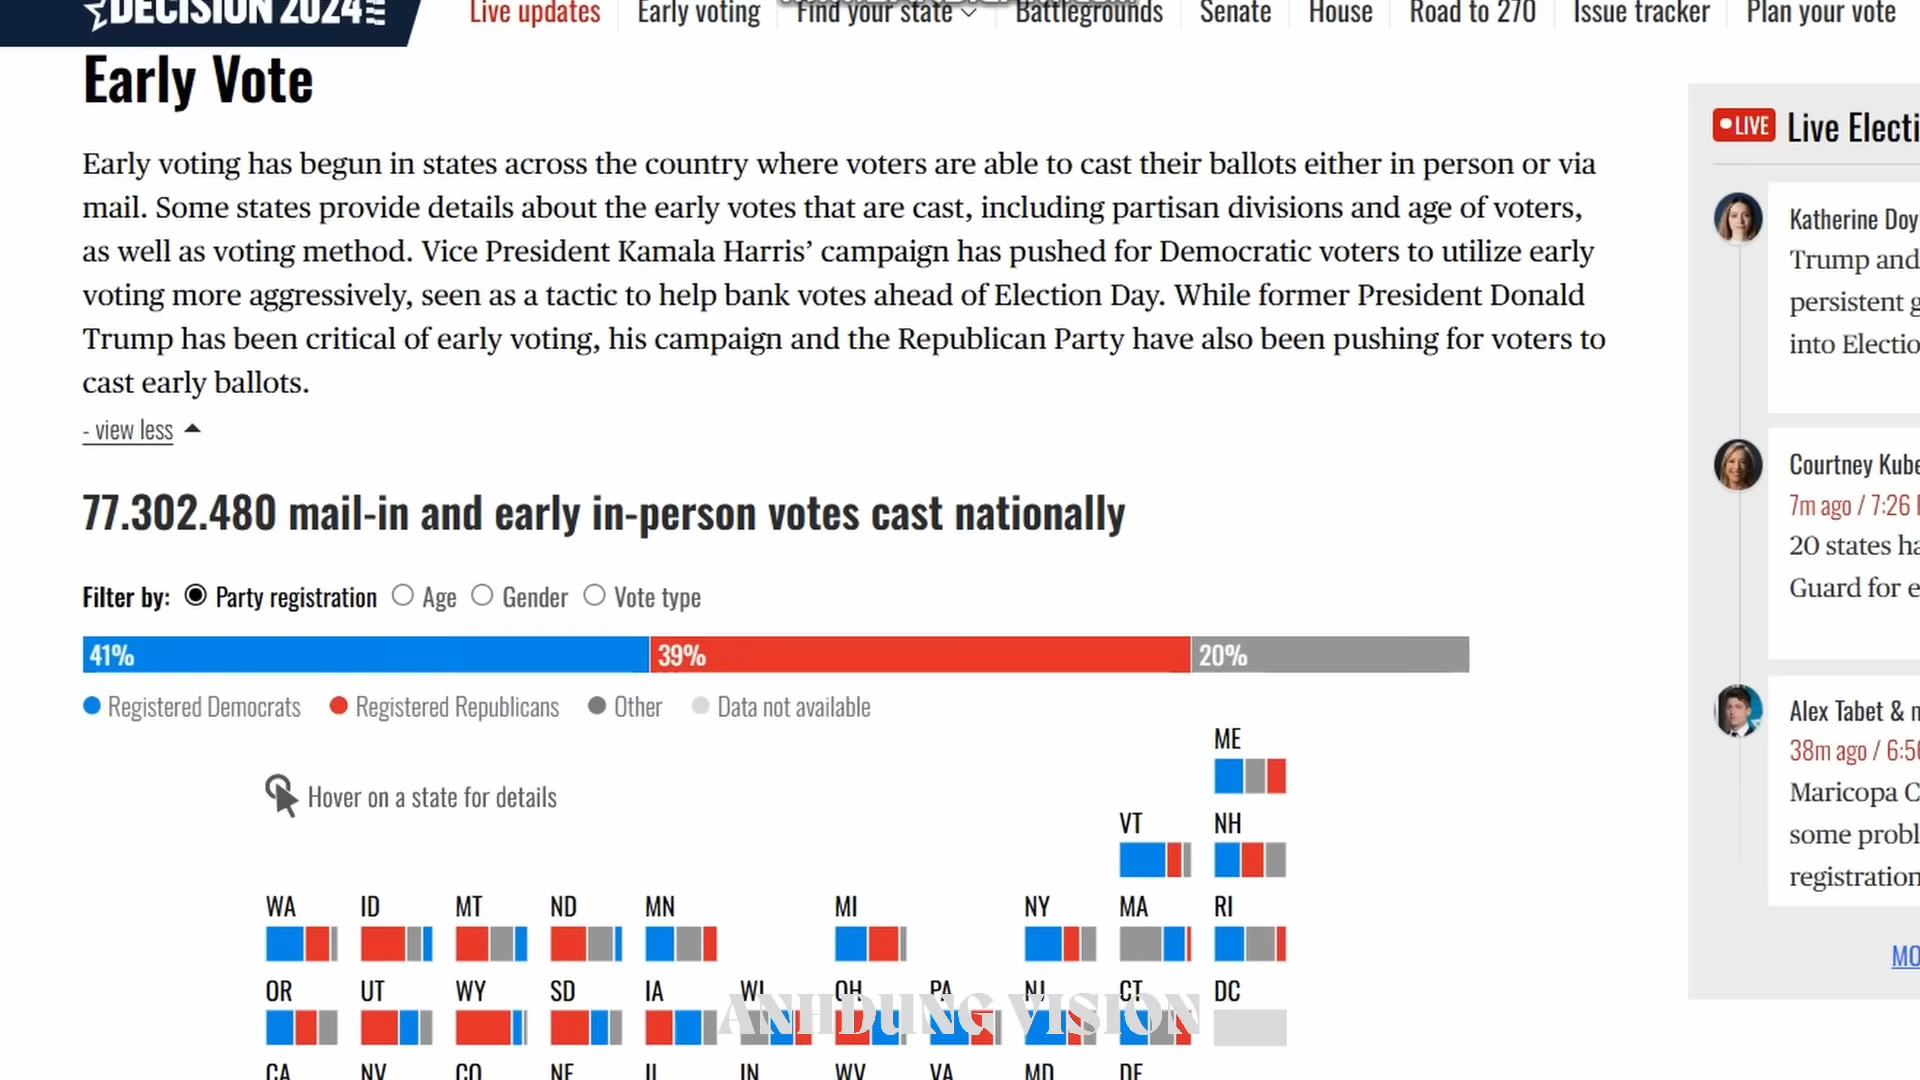 DECISION 2024
Live updates
Early voting
Find your state
Battlegrounds
Senate
House
Road to 270
Issue tracker
Plan your vote
Early Vote
Early voting has begun in states across the country where voters are able to cast their ballots either in person or via
mail. Some states provide details about the early votes that are cast, including partisan divisions and age of voters,
as well as voting method. Vice President Kamala Harris’ campaign has pushed for Democratic voters to utilize early
voting more aggressively, seen as a tactic to help bank votes ahead of Election Day. While former President Donald
Trump has been critical of early voting, his campaign and the Republican Party have also been pushing for voters to
cast early ballots.
- view less
77.302.480 mail-in and early in-person votes cast nationally
Filter by: Party registration Age Gender Vote type
41% 39% 20%
Registered Democrats Registered Republicans Other Data not available
Hover on a state for details
ME
VT NH
WA ID MT ND MN MI NY MA RI
OR UT WY SD IA WI OH PA NJ CT DC
CA NV CO NE IL IN WV VA MD DE
ANHDUNG VISION
LIVE Live Electi
Katherine Doy
Trump and
persistent g
into Electio
Courtney Kube
7m ago / 7:26
20 states ha
Guard for e
Alex Tabet &
38m ago / 6:5
Maricopa C
some probl
registration
MO